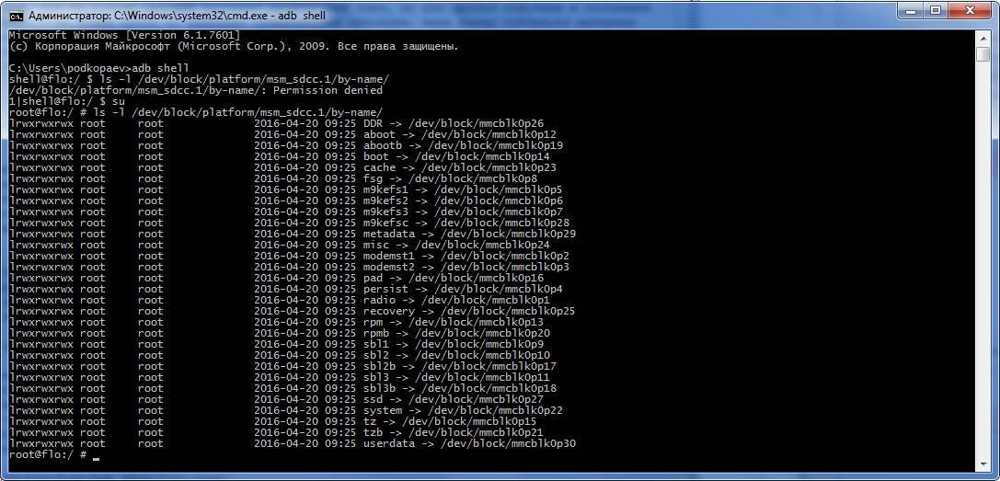 Администратор: C:\Windows\system32\cmd.exe - adb shell
Microsoft Windows [Version 6.1.7601]
(c) Корпорация Майкрософт (Microsoft Corp.), 2009. Все права защищены.
C:\Users\podkopaev>adb shell
shell@flo:/ $ ls -l /dev/block/platform/msm_sdcc.1/by-name/
/dev/block/platform/msm_sdcc.1/by-name/: Permission denied
1|shell@flo:/ $ su
root@flo:/ # ls -l /dev/block/platform/msm_sdcc.1/by-name/
lrwxrwxrwx root     root              2016-04-20 09:25 DDR -> /dev/block/mmcblk0p26
lrwxrwxrwx root     root              2016-04-20 09:25 aboot -> /dev/block/mmcblk0p12
lrwxrwxrwx root     root              2016-04-20 09:25 abootb -> /dev/block/mmcblk0p19
lrwxrwxrwx root     root              2016-04-20 09:25 boot -> /dev/block/mmcblk0p14
lrwxrwxrwx root     root              2016-04-20 09:25 cache -> /dev/block/mmcblk0p23
lrwxrwxrwx root     root              2016-04-20 09:25 fsg -> /dev/block/mmcblk0p8
lrwxrwxrwx root     root              2016-04-20 09:25 m9kefs1 -> /dev/block/mmcblk0p5
lrwxrwxrwx root     root              2016-04-20 09:25 m9kefs2 -> /dev/block/mmcblk0p6
lrwxrwxrwx root     root              2016-04-20 09:25 m9kefs3 -> /dev/block/mmcblk0p7
lrwxrwxrwx root     root              2016-04-20 09:25 m9kefsc -> /dev/block/mmcblk0p28
lrwxrwxrwx root     root              2016-04-20 09:25 metadata -> /dev/block/mmcblk0p29
lrwxrwxrwx root     root              2016-04-20 09:25 misc -> /dev/block/mmcblk0p24
lrwxrwxrwx root     root              2016-04-20 09:25 modemst1 -> /dev/block/mmcblk0p2
lrwxrwxrwx root     root              2016-04-20 09:25 modemst2 -> /dev/block/mmcblk0p3
lrwxrwxrwx root     root              2016-04-20 09:25 pad -> /dev/block/mmcblk0p16
lrwxrwxrwx root     root              2016-04-20 09:25 persist -> /dev/block/mmcblk0p4
lrwxrwxrwx root     root              2016-04-20 09:25 radio -> /dev/block/mmcblk0p1
lrwxrwxrwx root     root              2016-04-20 09:25 recovery -> /dev/block/mmcblk0p25
lrwxrwxrwx root     root              2016-04-20 09:25 rpm -> /dev/block/mmcblk0p13
lrwxrwxrwx root     root              2016-04-20 09:25 rpmb -> /dev/block/mmcblk0p20
lrwxrwxrwx root     root              2016-04-20 09:25 sbl1 -> /dev/block/mmcblk0p9
lrwxrwxrwx root     root              2016-04-20 09:25 sbl2 -> /dev/block/mmcblk0p10
lrwxrwxrwx root     root              2016-04-20 09:25 sbl2b -> /dev/block/mmcblk0p17
lrwxrwxrwx root     root              2016-04-20 09:25 sbl3 -> /dev/block/mmcblk0p11
lrwxrwxrwx root     root              2016-04-20 09:25 sbl3b -> /dev/block/mmcblk0p18
lrwxrwxrwx root     root              2016-04-20 09:25 ssd -> /dev/block/mmcblk0p27
lrwxrwxrwx root     root              2016-04-20 09:25 system -> /dev/block/mmcblk0p22
lrwxrwxrwx root     root              2016-04-20 09:25 tz -> /dev/block/mmcblk0p15
lrwxrwxrwx root     root              2016-04-20 09:25 tzb -> /dev/block/mmcblk0p21
lrwxrwxrwx root     root              2016-04-20 09:25 userdata -> /dev/block/mmcblk0p30
root@flo:/ # _